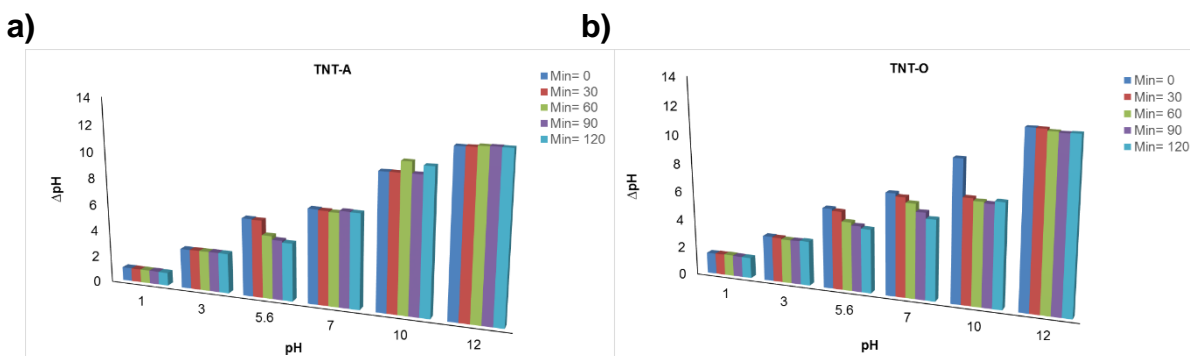 a)
TNT-A
Min= 0
Min= 30
Min= 60
Min= 90
Min= 120
14
12
10
8
6
4
2
0
ΔpH
1
3
5.6
7
10
12
pH
b)
TNT-O
Min= 0
Min= 30
Min= 60
Min= 90
Min= 120
14
12
10
8
6
4
2
0
ΔpH
1
3
5.6
7
10
12
pH